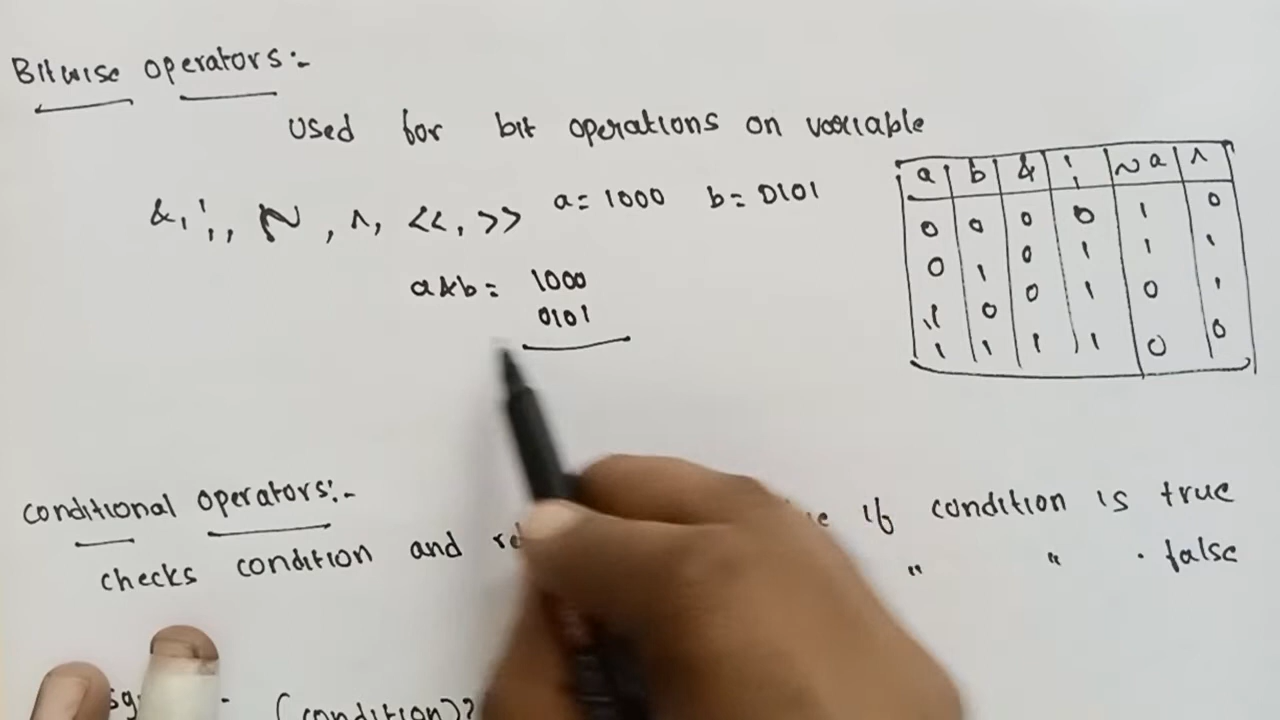 Bitwise operators:-
Used for bit operations on variable
&, ¦, ~, ^, <<, >> a=1000 b=0101
a&b= 1000
0101
a b & ¦ ~a ^
0 0 0 0 1 0
0 1 0 1 1 1
1 0 0 1 0 1
1 1 1 1 0 0
conditional operators:-
checks condition and if condition is true
" " . false
(condition)?